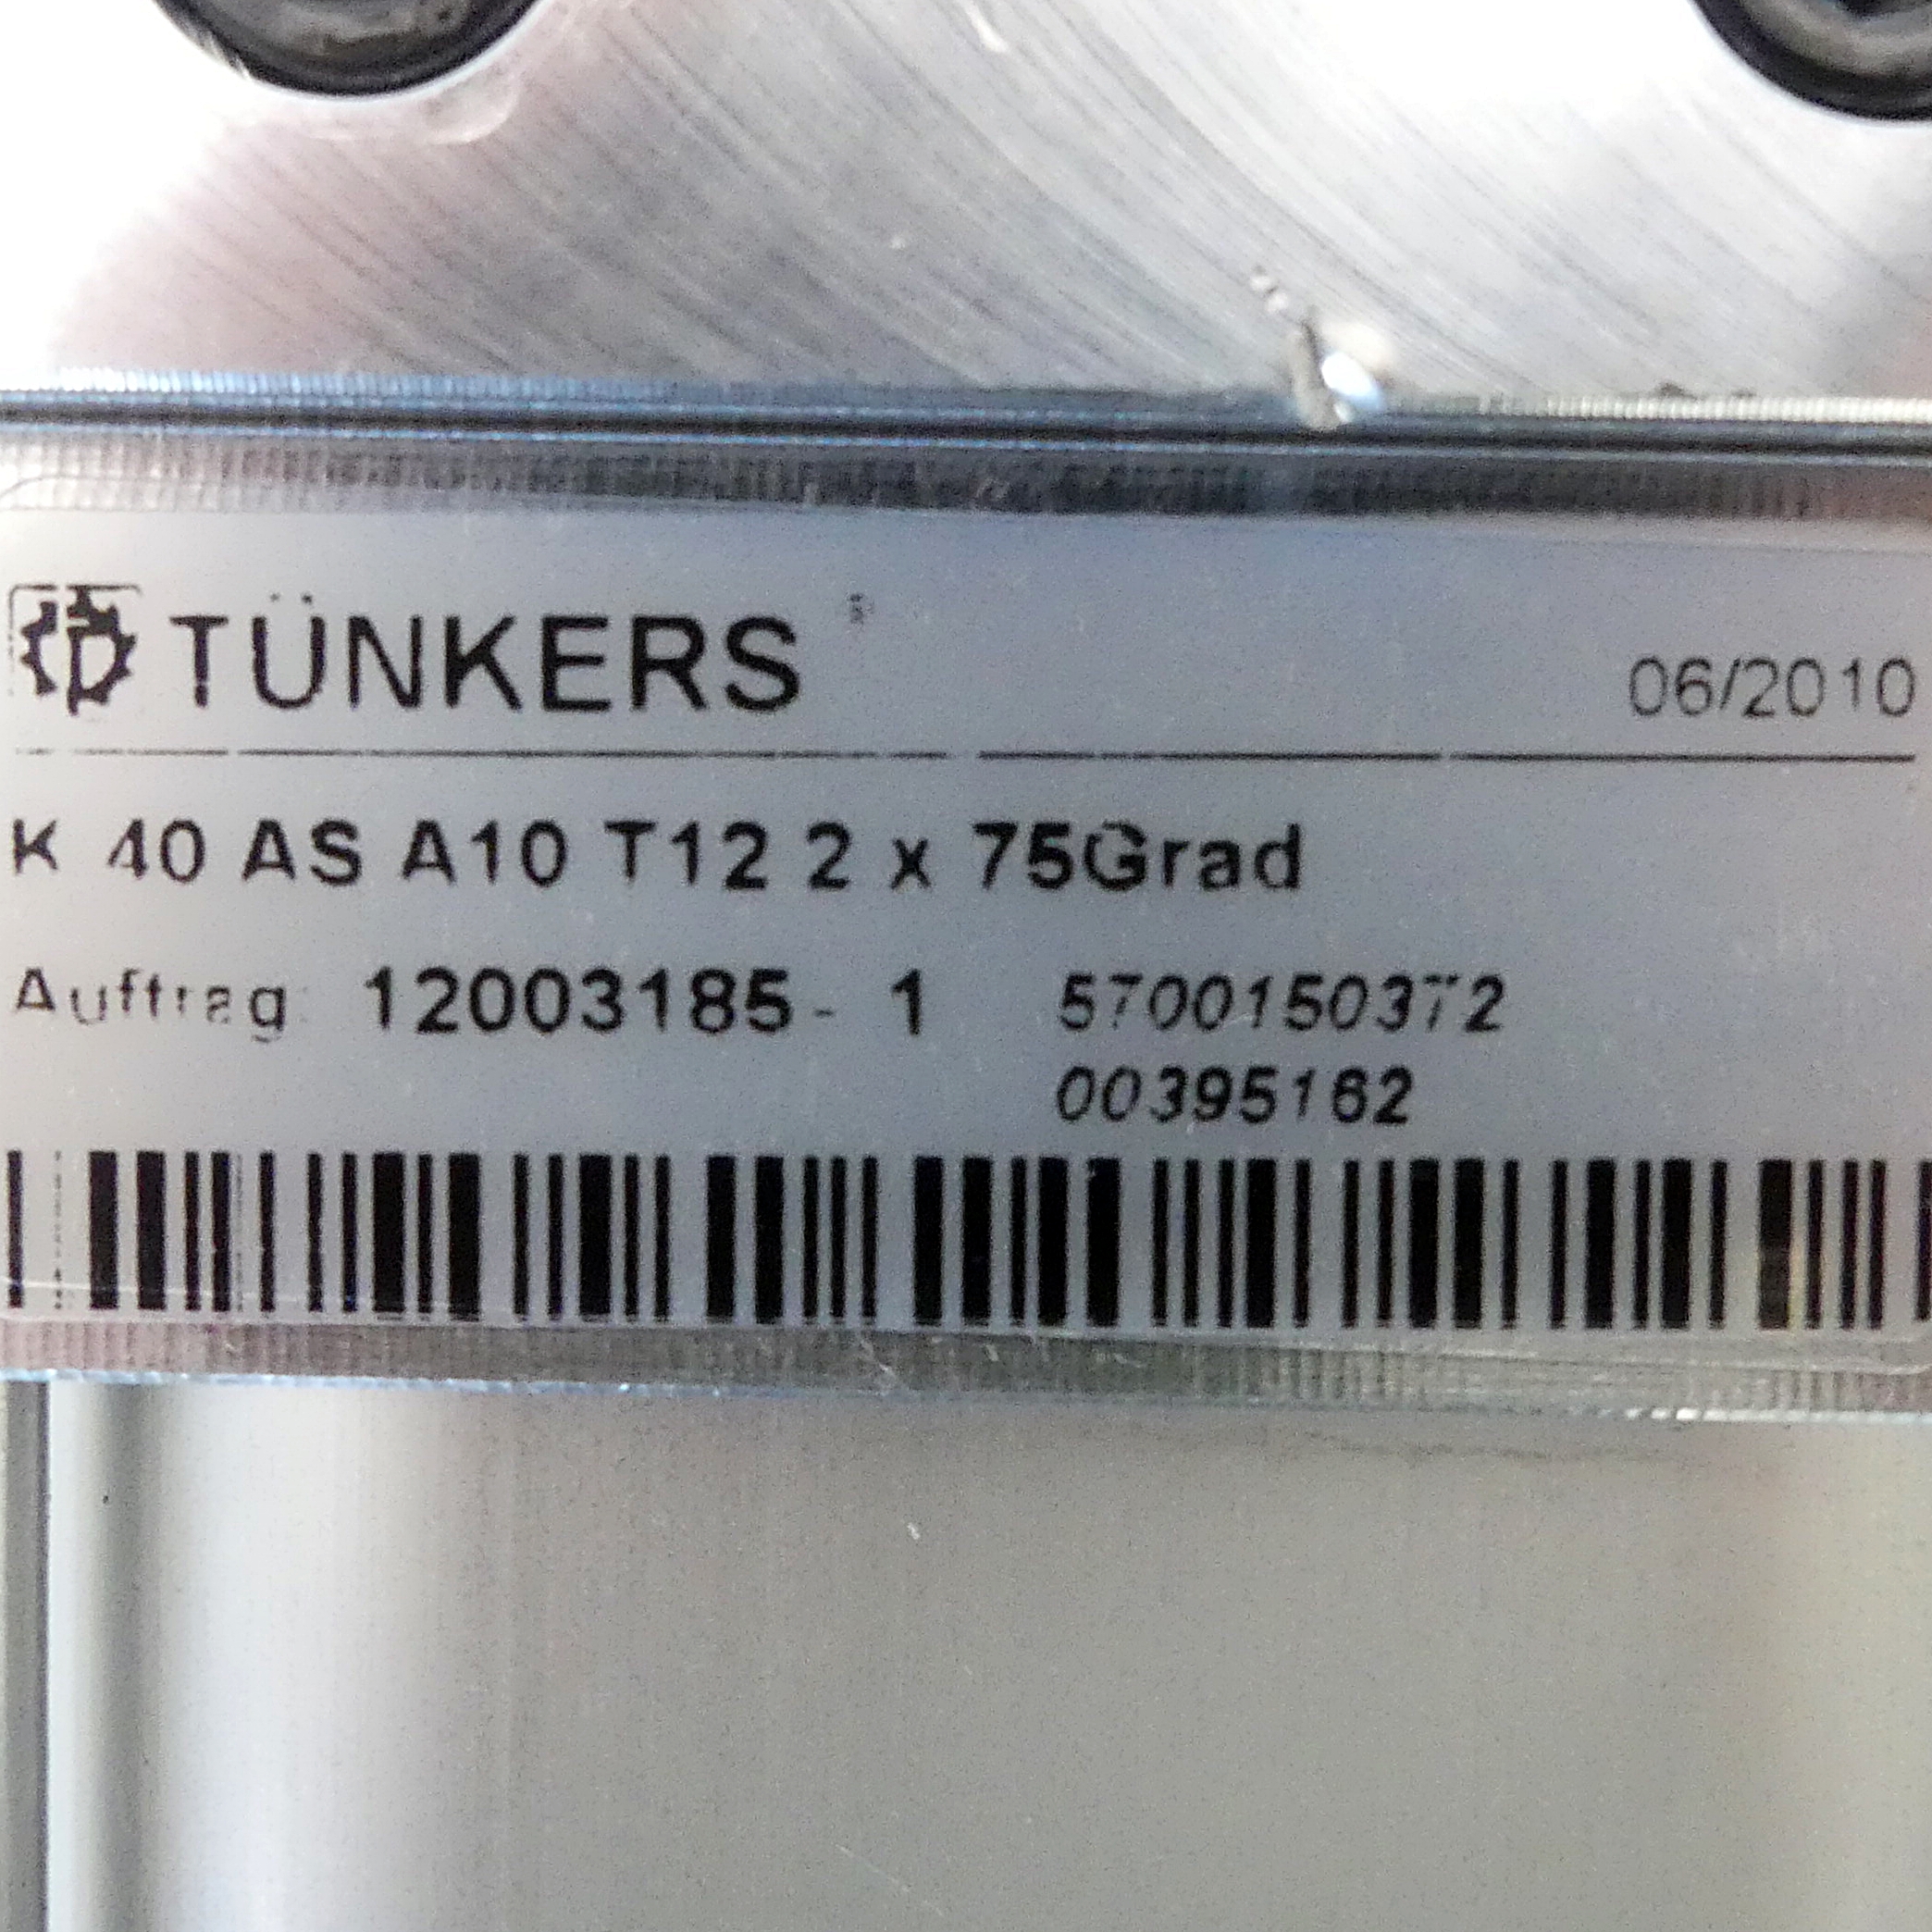 TÜNKERS
06/2010
K 40 AS A10 T12 2 x 75Grad
Auftrag: 12003185- 1 5700150372
00395162